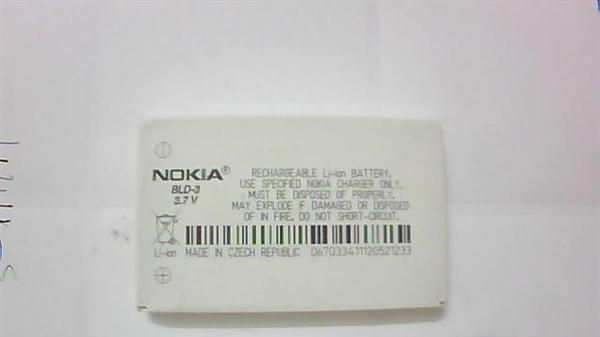 NOKIA®
BLD-3
3.7 V
RECHARGEABLE Li-ion BATTERY.
USE SPECIFIED NOKIA CHARGER ONLY.
MUST BE DISPOSED OF PROPERLY.
MAY EXPLODE IF DAMAGED OR DISPOSED
OF IN FIRE. DO NOT SHORT-CIRCUIT.
Li-ion MADE IN CZECH REPUBLIC 0670334111120521233